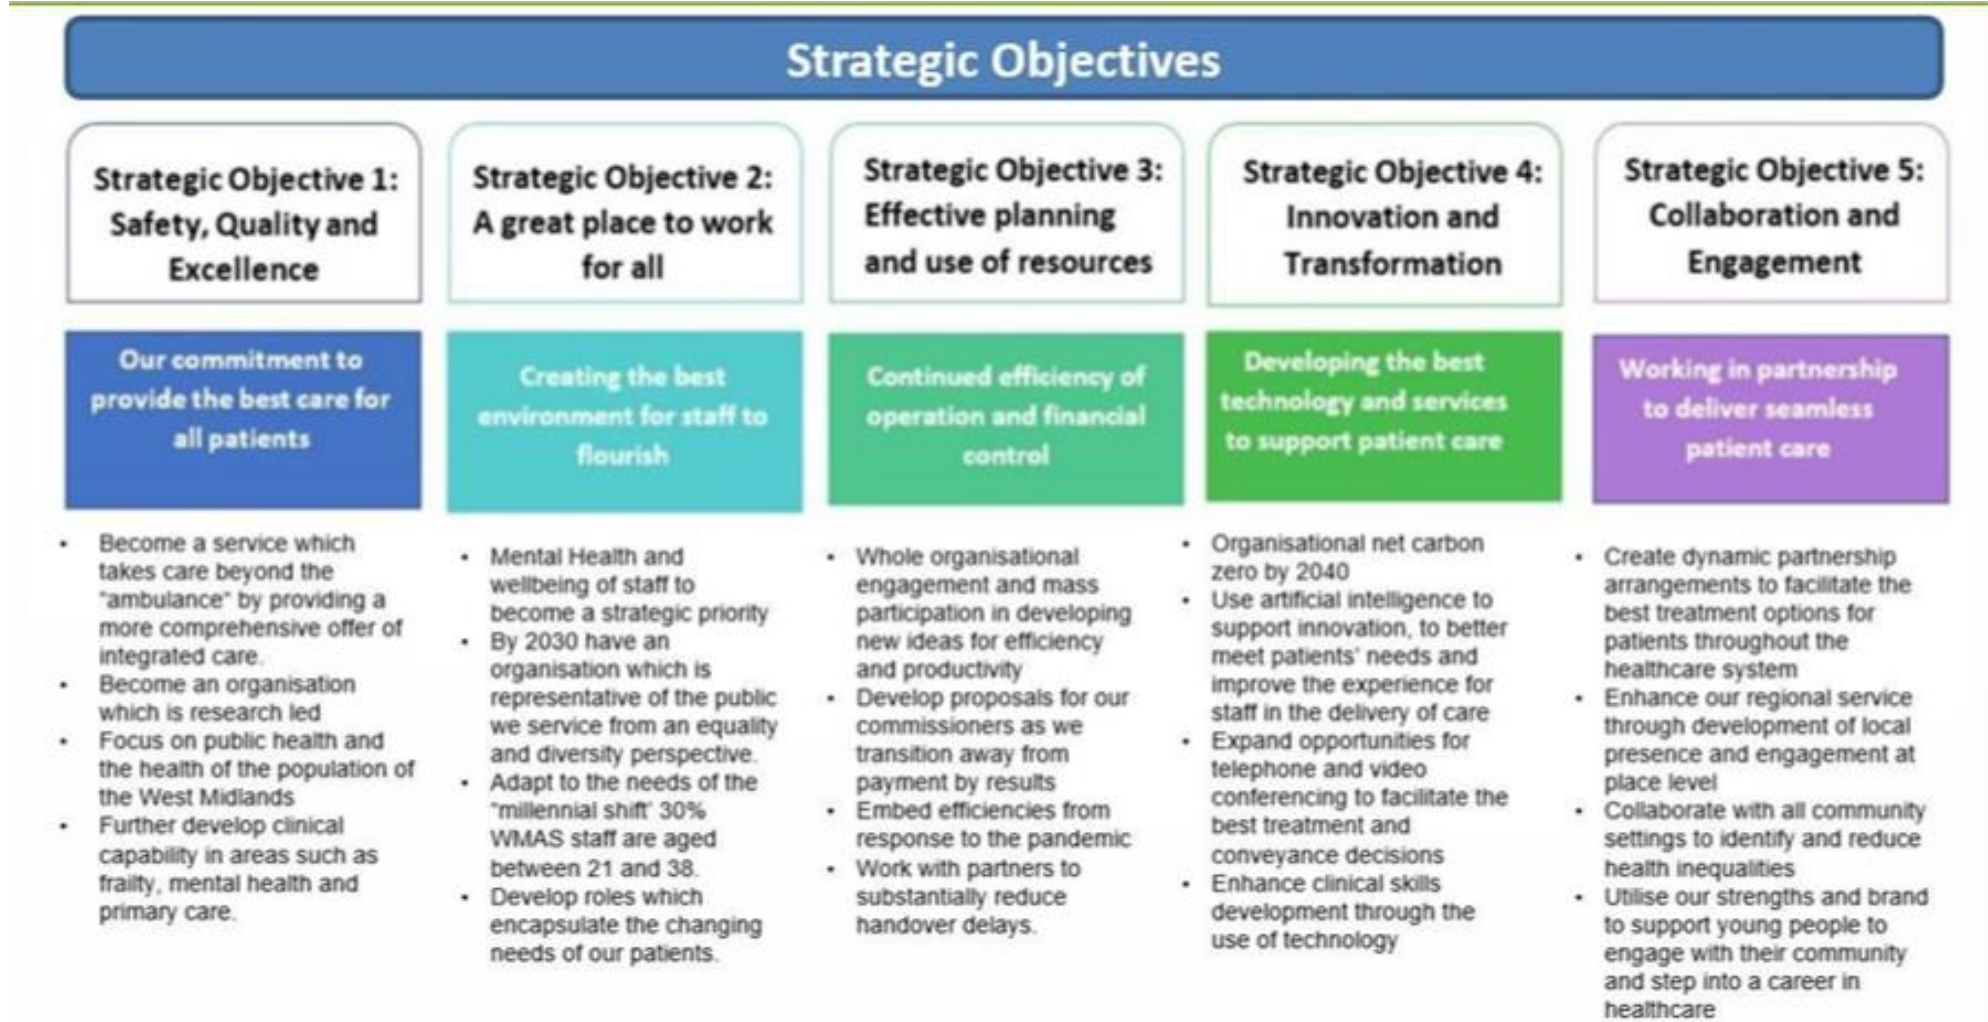 Strategic Objectives
Strategic Objective 1:
Safety, Quality and
Excellence
Our commitment to
provide the best care for
all patients
• Become a service which
takes care beyond the
"ambulance" by providing a
more comprehensive offer of
integrated care.
• Become an organisation
which is research led
• Focus on public health and
the health of the population of
the West Midlands
• Further develop clinical
capability in areas such as
frailty, mental health and
primary care.
Strategic Objective 2:
A great place to work
for all
Creating the best
environment for staff to
flourish
• Mental Health and
wellbeing of staff to
become a strategic priority
• By 2030 have an
organisation which is
representative of the public
we service from an equality
and diversity perspective.
• Adapt to the needs of the
"millennial shift' 30%
WMAS staff are aged
between 21 and 38.
• Develop roles which
encapsulate the changing
needs of our patients.
Strategic Objective 3:
Effective planning
and use of resources
Continued efficiency of
operation and financial
control
• Whole organisational
engagement and mass
participation in developing
new ideas for efficiency
and productivity
• Develop proposals for our
commissioners as we
transition away from
payment by results
• Embed efficiencies from
response to the pandemic
• Work with partners to
substantially reduce
handover delays.
Strategic Objective 4:
Innovation and
Transformation
Developing the best
technology and services
to support patient care
• Organisational net carbon
zero by 2040
• Use artificial intelligence to
support innovation, to better
meet patients' needs and
improve the experience for
staff in the delivery of care
• Expand opportunities for
telephone and video
conferencing to facilitate the
best treatment and
conveyance decisions
• Enhance clinical skills
development through the
use of technology
Strategic Objective 5:
Collaboration and
Engagement
Working in partnership
to deliver seamless
patient care
• Create dynamic partnership
arrangements to facilitate the
best treatment options for
patients throughout the
healthcare system
• Enhance our regional service
through development of local
presence and engagement at
place level
• Collaborate with all community
settings to identify and reduce
health inequalities
• Utilise our strengths and brand
to support young people to
engage with their community
and step into a career in
healthcare